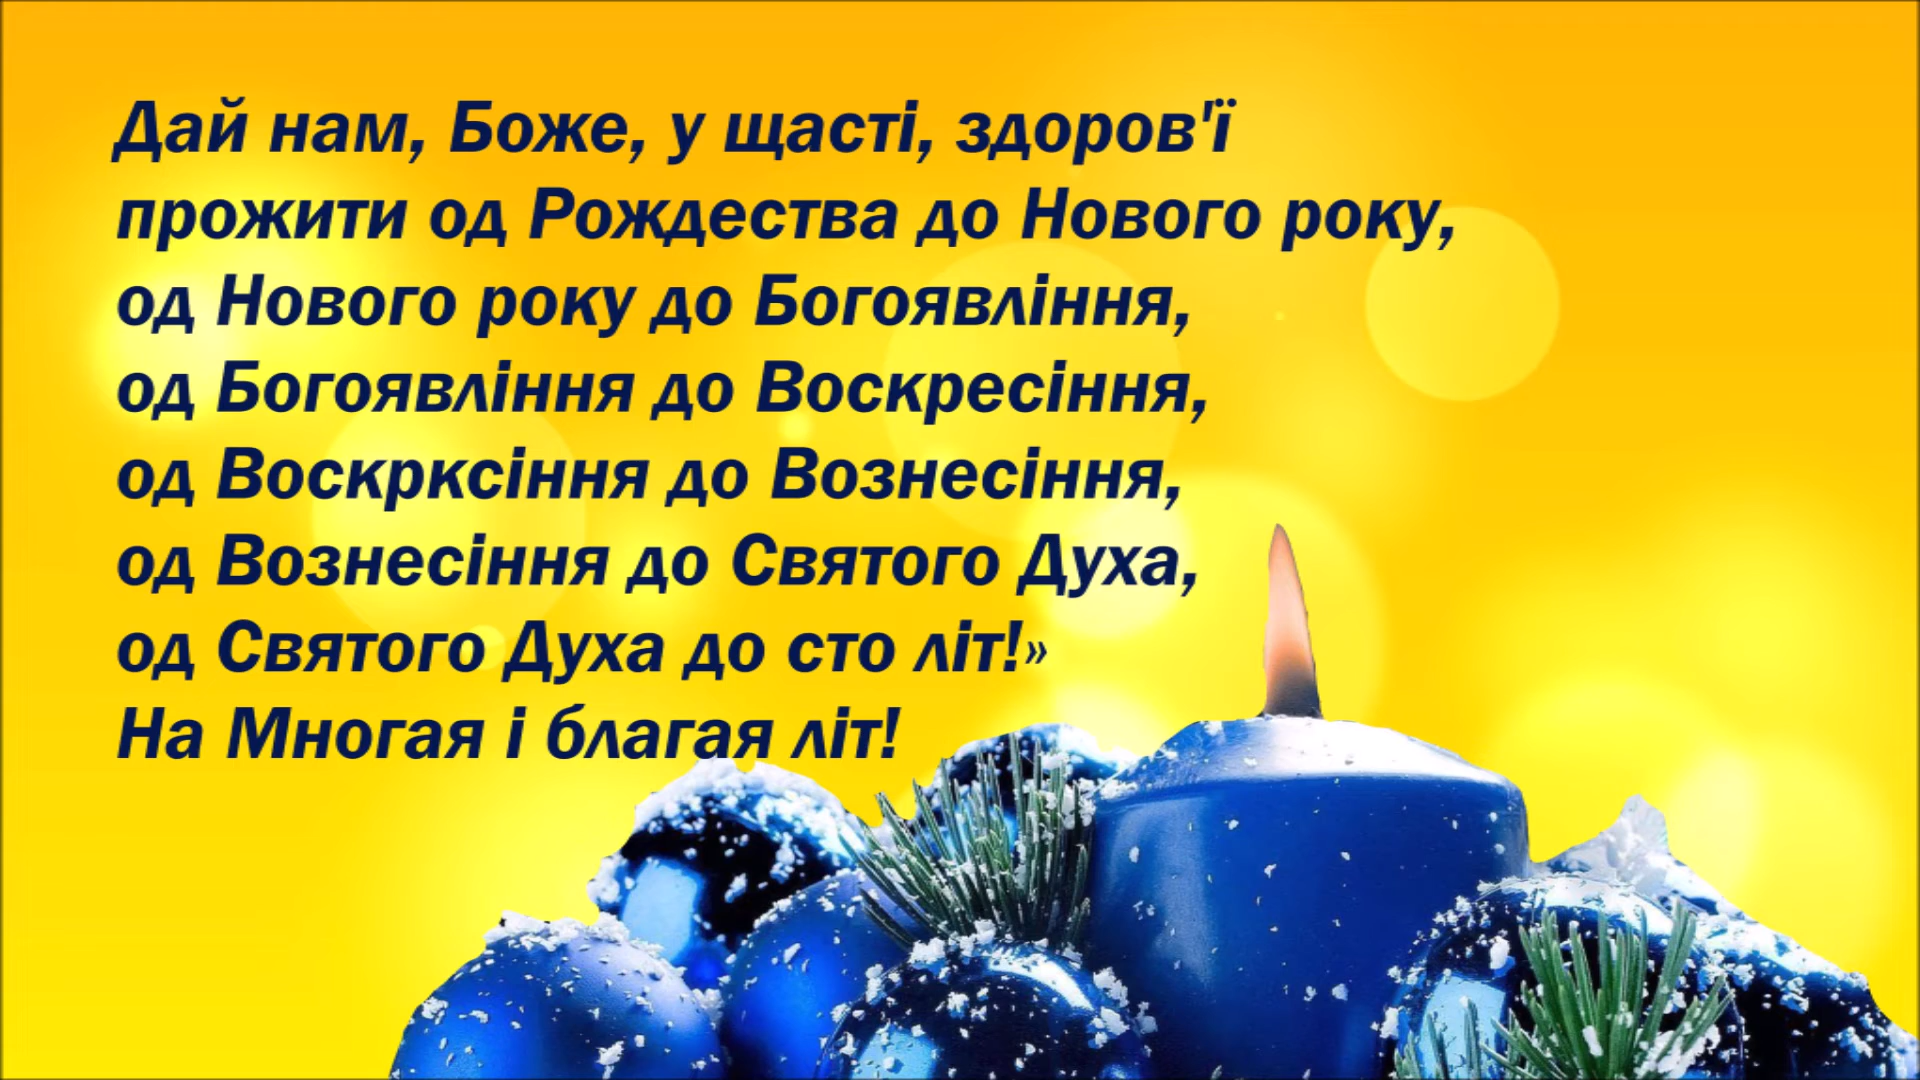 Дай нам, Боже, у щасті, здоров'ї
прожити од Рождества до Нового року,
од Нового року до Богоявління,
од Богоявління до Воскресіння,
од Воскрксіння до Вознесіння,
од Вознесіння до Святого Духа,
од Святого Духа до сто літ!»
На Многая і благая літ!